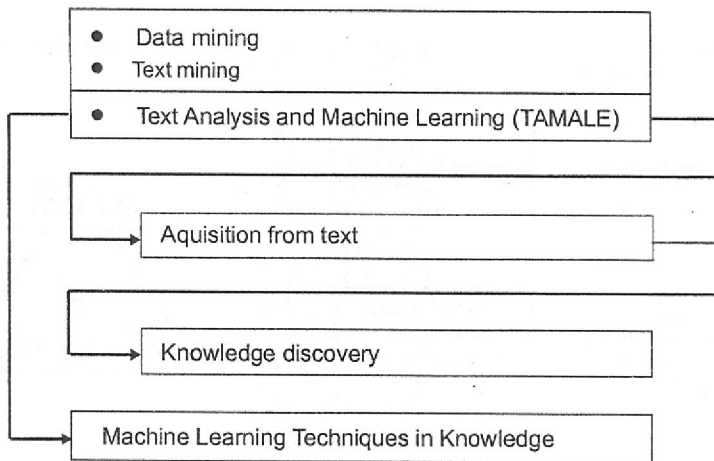 ● Data mining
● Text mining
● Text Analysis and Machine Learning (TAMALE)
Aquisition from text
Knowledge discovery
Machine Learning Techniques in Knowledge